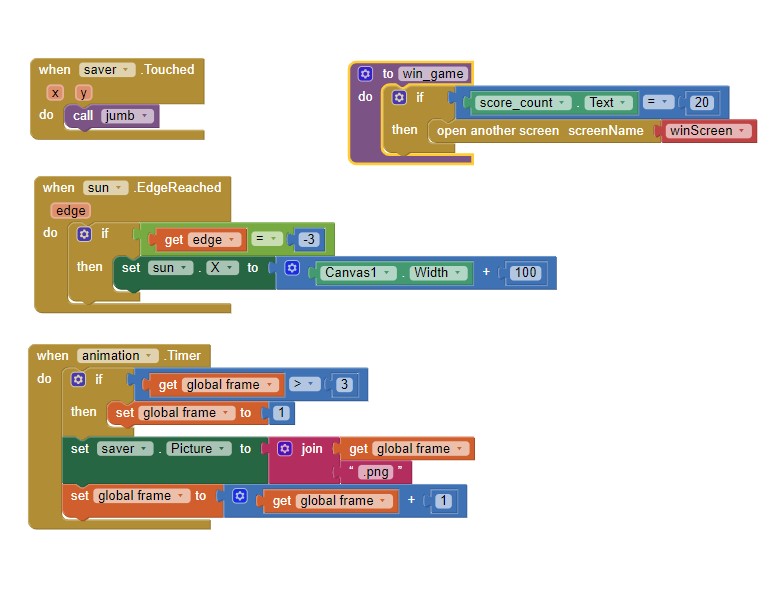 when saver .Touched
x y
do call jumb
to win_game
do if score_count . Text = 20
then open another screen screenName winScreen
when sun .EdgeReached
edge
do if get edge = -3
then set sun . X to Canvas1 . Width + 100
when animation .Timer
do if get global frame > 3
then set global frame to 1
set saver . Picture to join get global frame
“ .png ”
set global frame to get global frame + 1